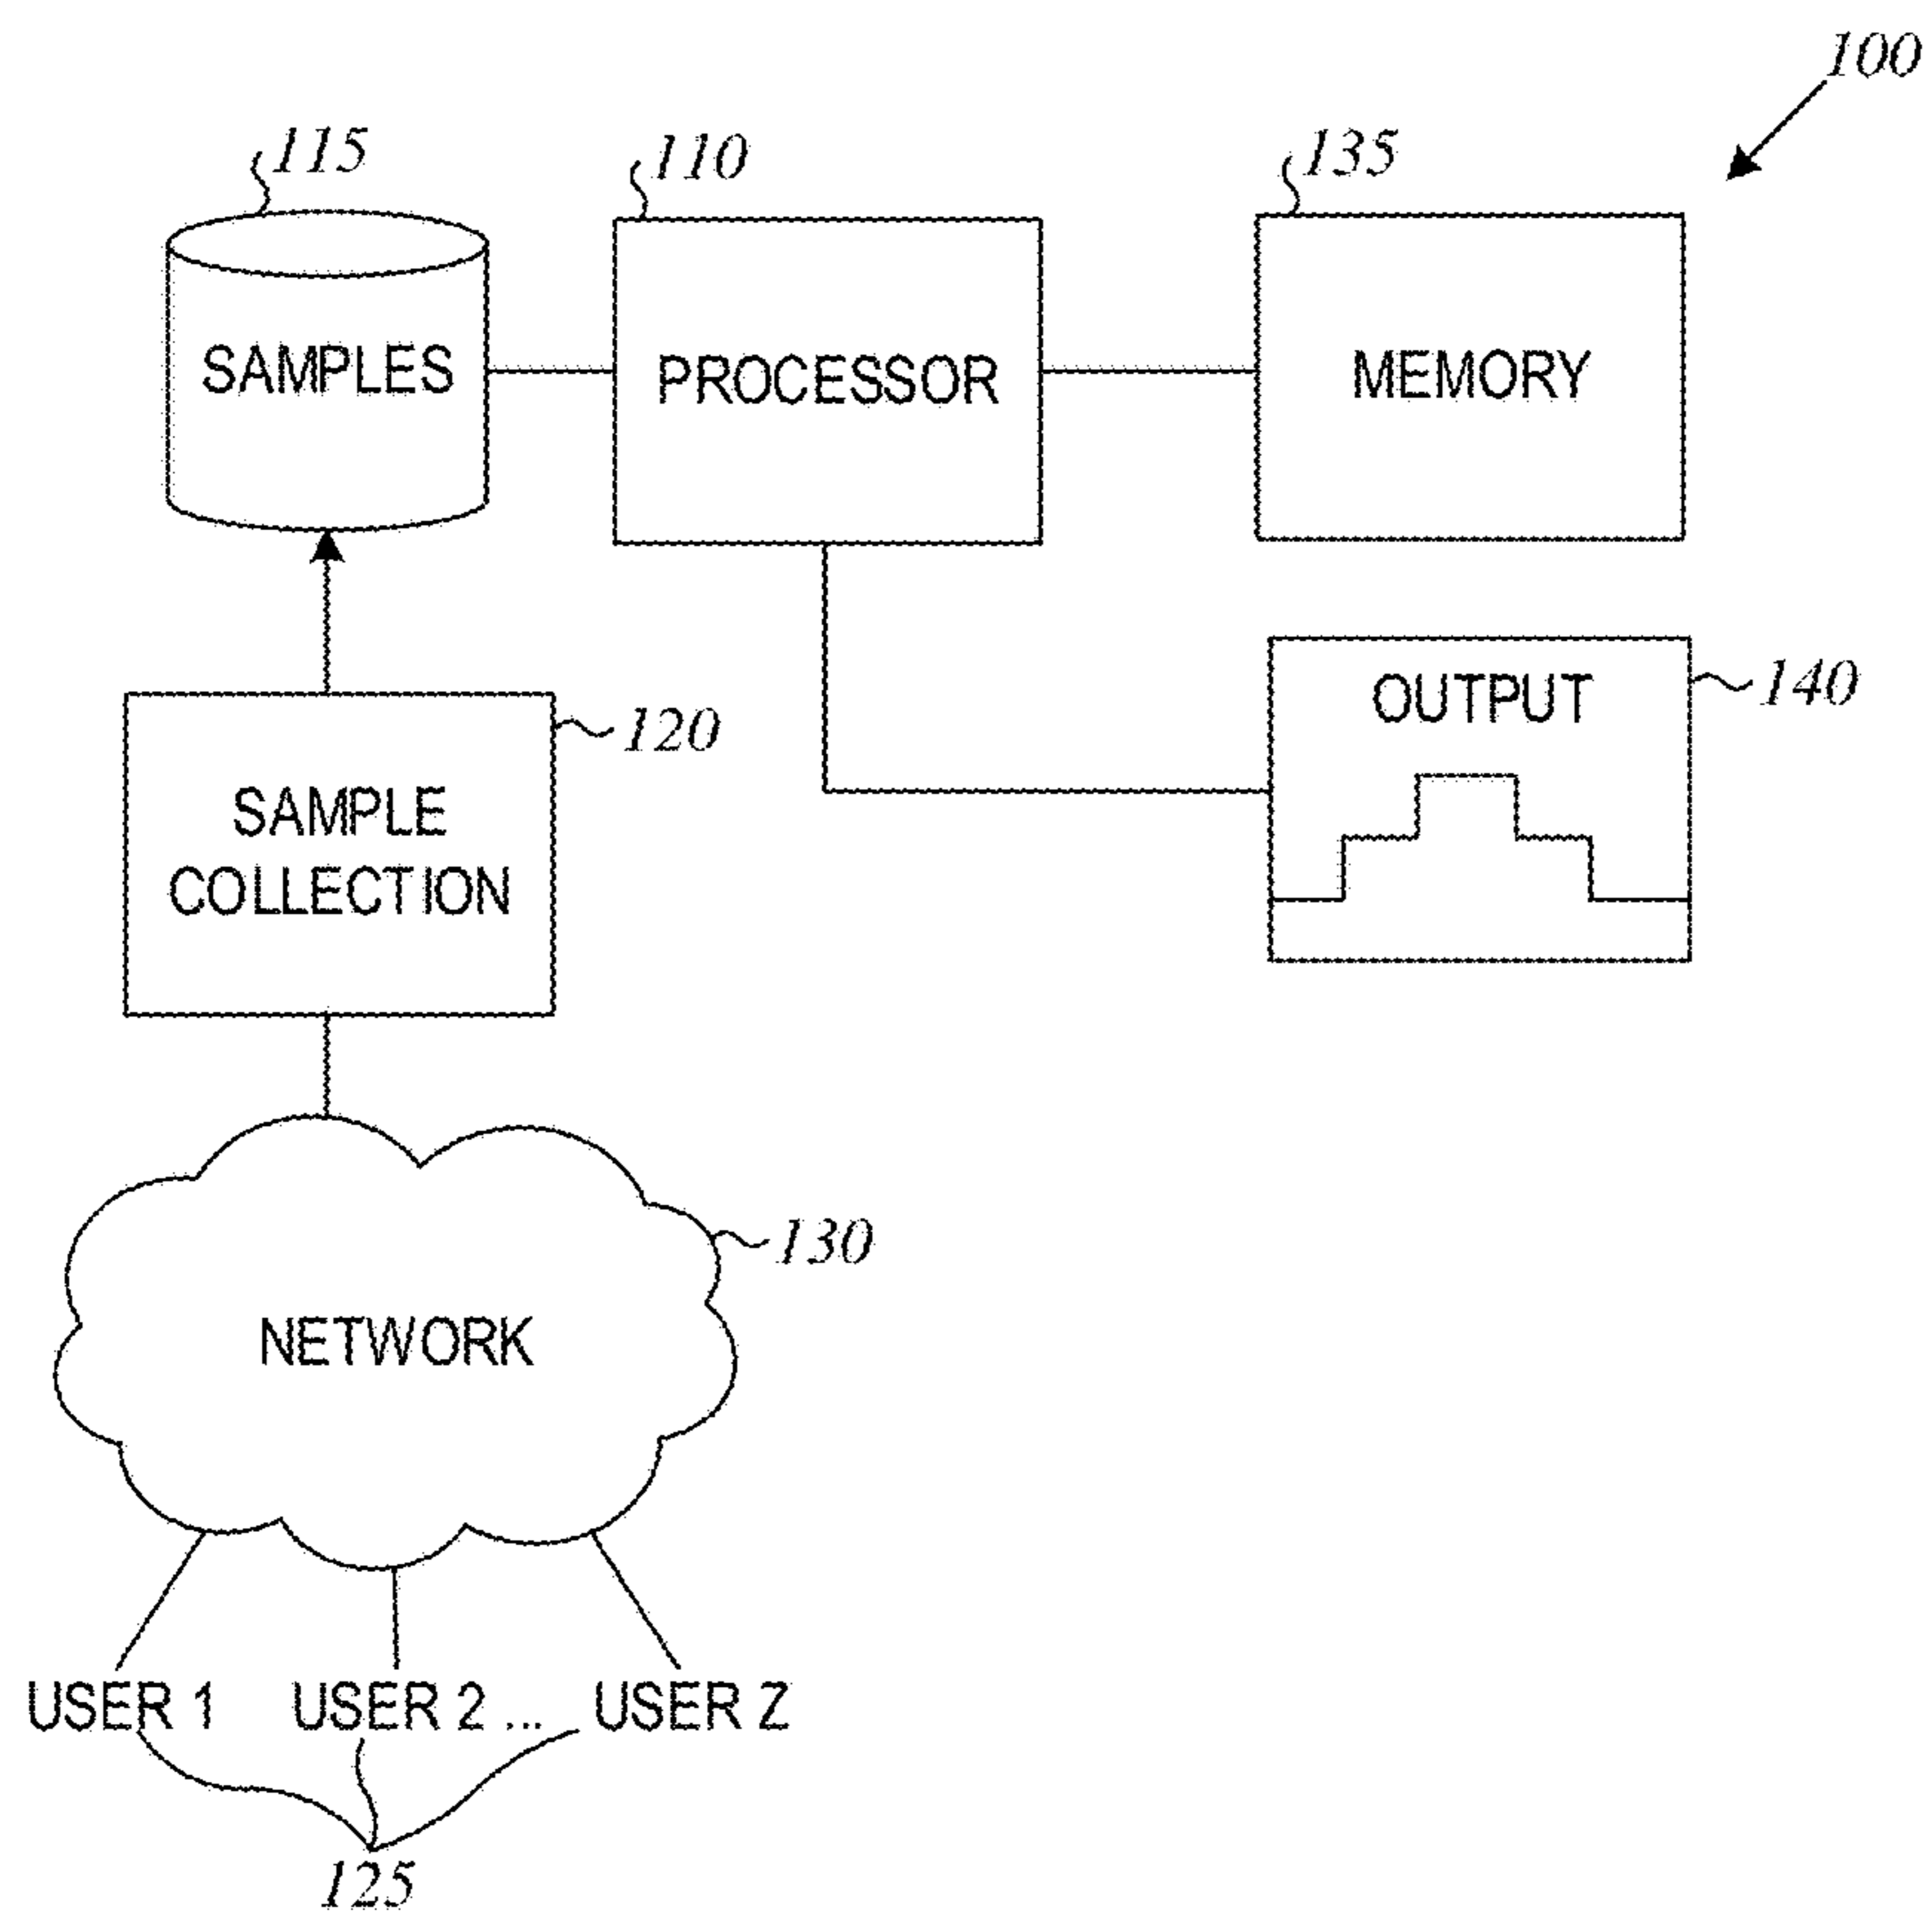 100
115
110
135
SAMPLES
PROCESSOR
MEMORY
OUTPUT
140
120
SAMPLE
COLLECTION
130
NETWORK
USER 1
USER 2 ...
USER Z
125